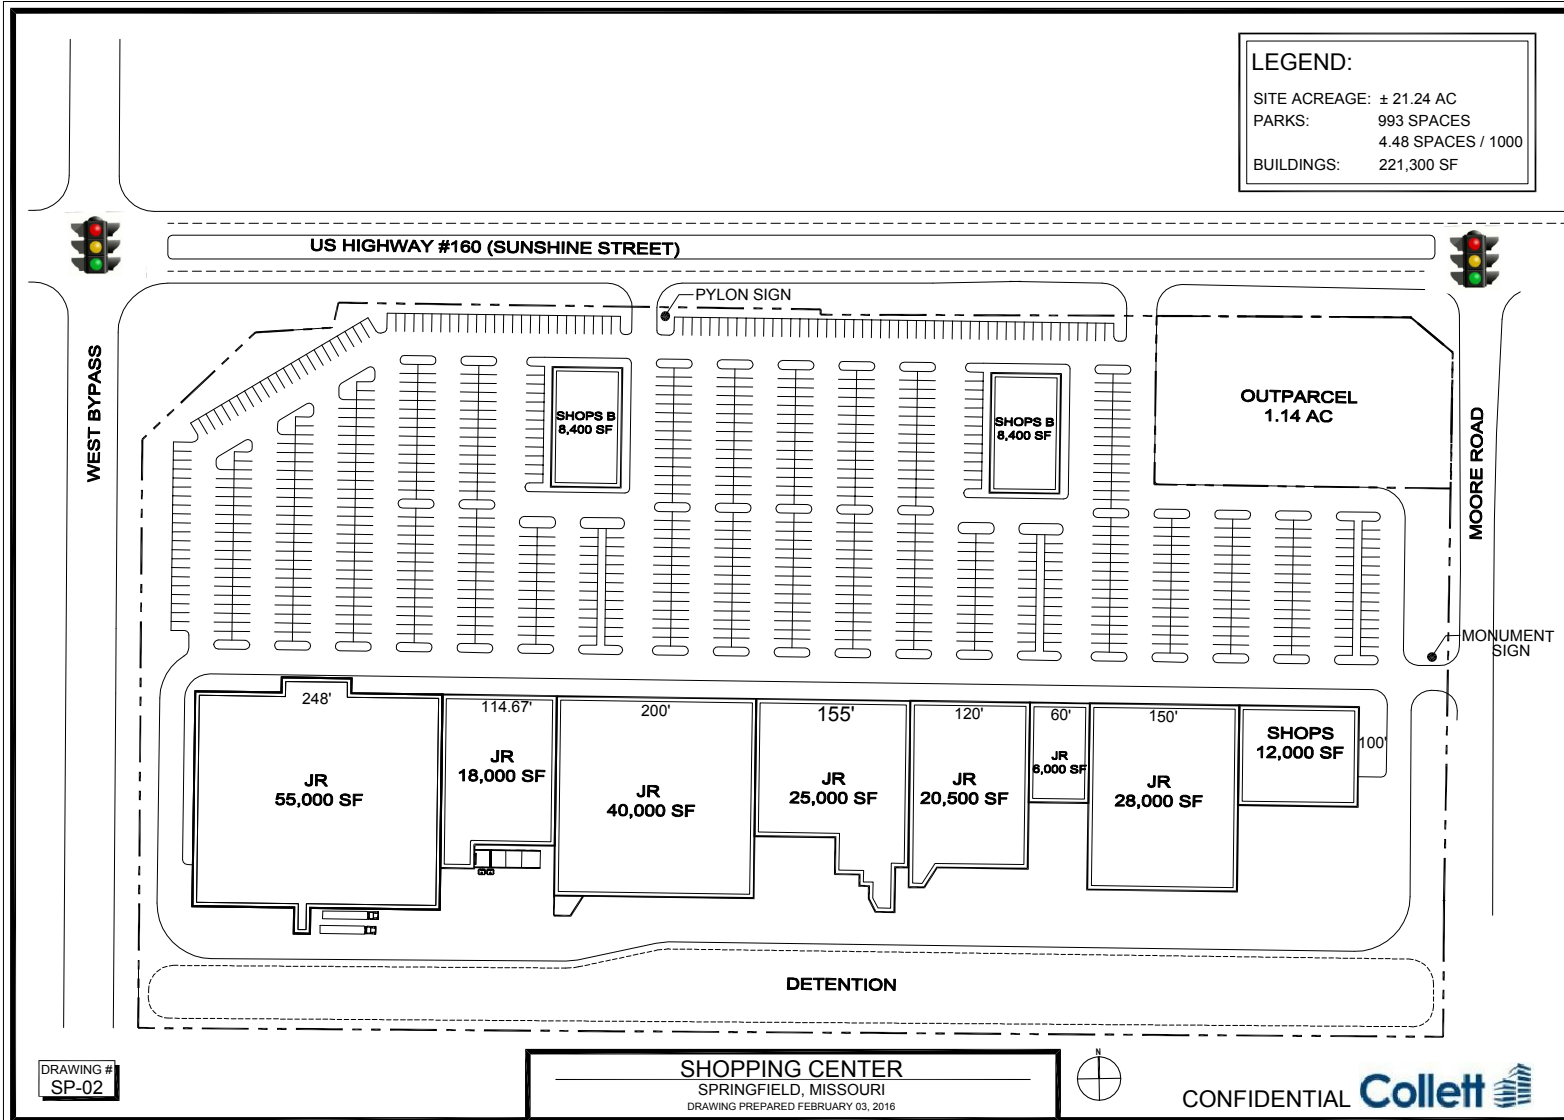 LEGEND:
SITE ACREAGE: ± 21.24 AC
PARKS: 993 SPACES
4.48 SPACES / 1000
BUILDINGS: 221,300 SF
US HIGHWAY #160 (SUNSHINE STREET)
PYLON SIGN
WEST BYPASS
SHOPS B
8,400 SF
SHOPS B
8,400 SF
OUTPARCEL
1.14 AC
MOORE ROAD
MONUMENT
SIGN
248'
JR
55,000 SF
114.67'
JR
18,000 SF
200'
JR
40,000 SF
155'
JR
25,000 SF
120'
JR
20,500 SF
60'
JR
6,000 SF
150'
JR
28,000 SF
SHOPS
12,000 SF
100'
DETENTION
DRAWING #
SP-02
SHOPPING CENTER
SPRINGFIELD, MISSOURI
DRAWING PREPARED FEBRUARY 03, 2016
N
CONFIDENTIAL Collett